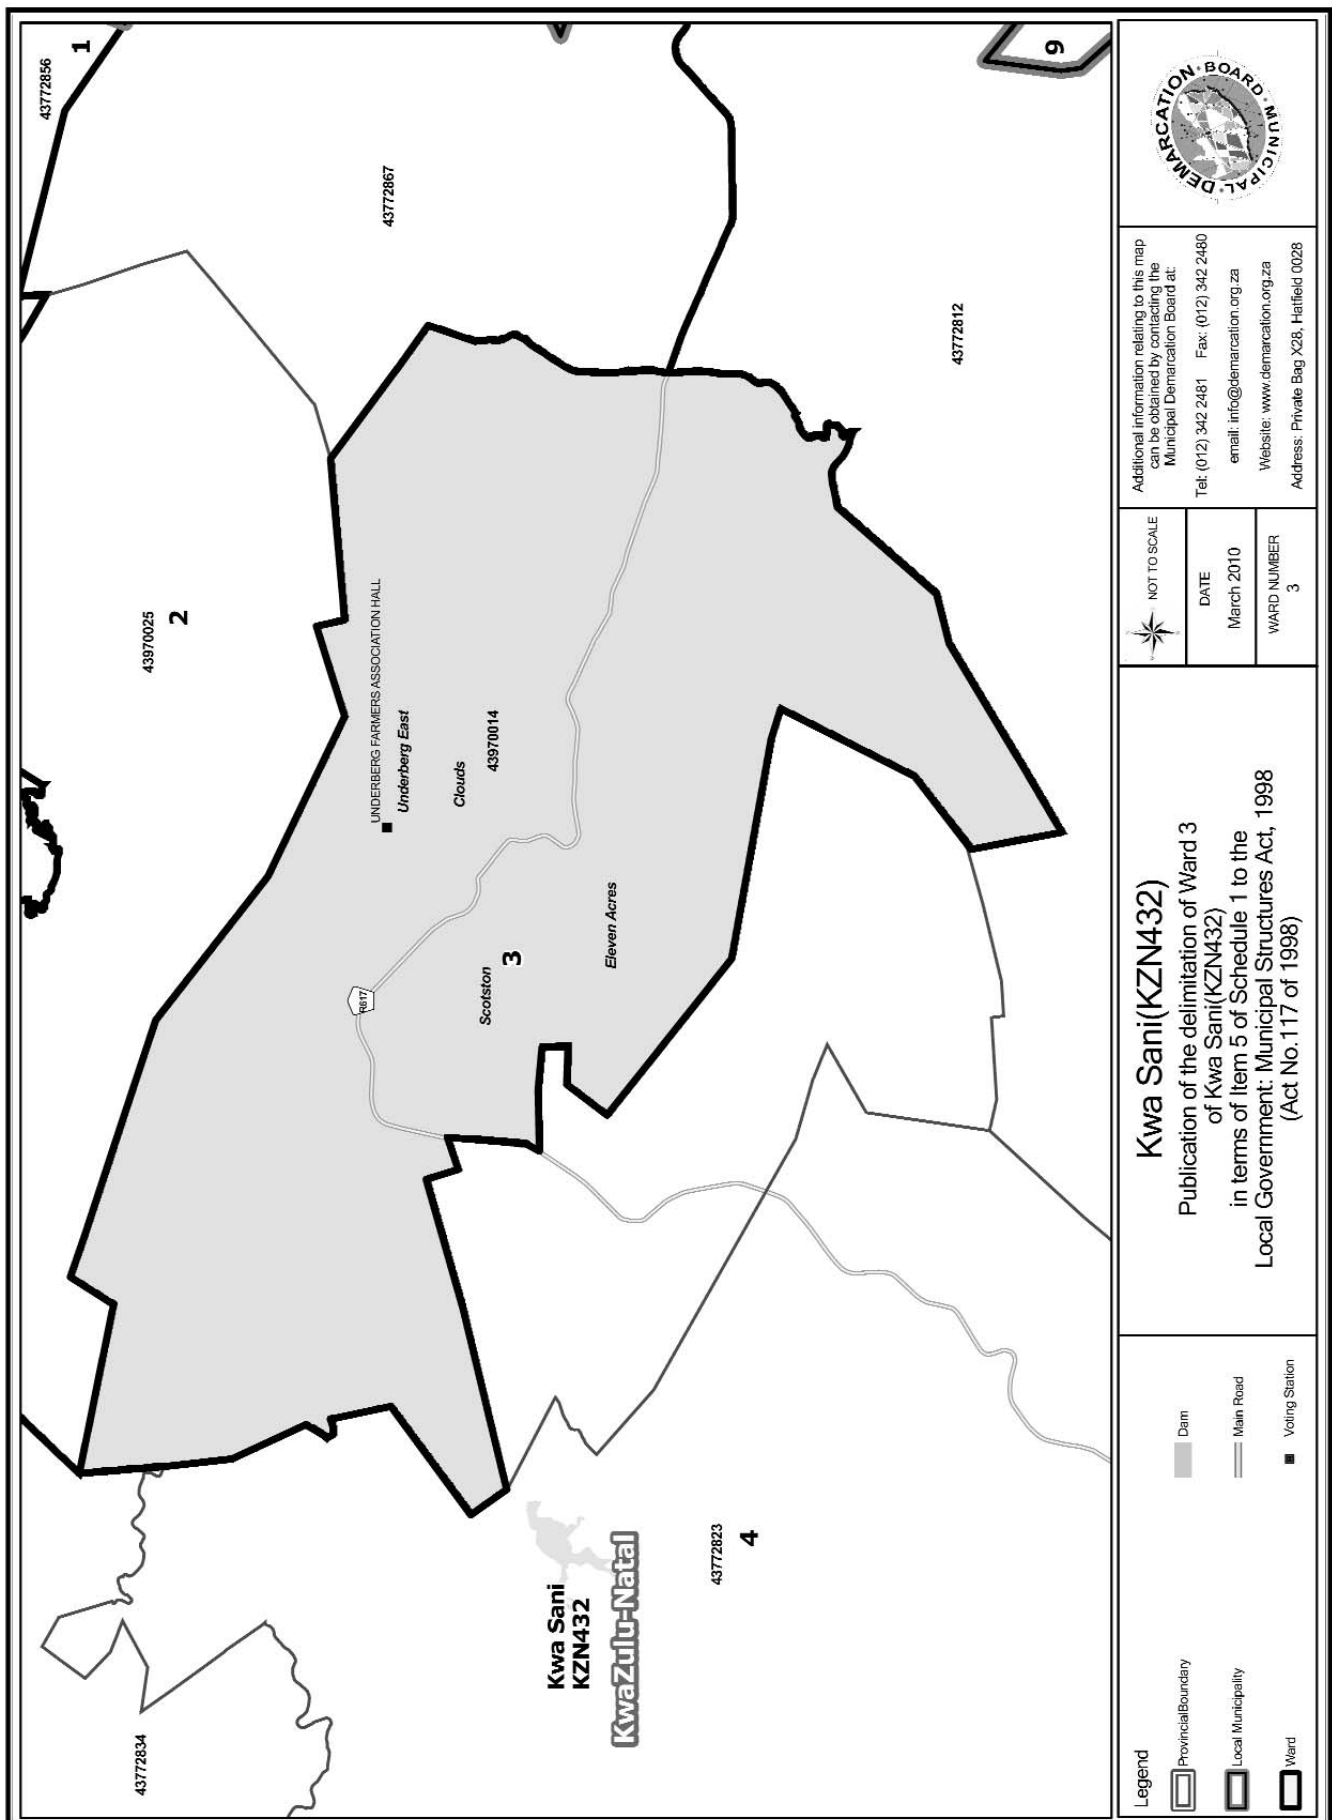 43772856
1
43772867
43970025
2
UNDERBERG FARMERS ASSOCIATION HALL
Underberg East
Clouds
43970014
R617
Scotston
3
Eleven Acres
43772812
9
43772834
Kwa Sani
KZN432
KwaZulu-Natal
43772823
4
Legend
ProvincialBoundary
Local Municipality
Ward
Dam
Main Road
Voting Station
Kwa Sani(KZN432)
Publication of the delimitation of Ward 3
of Kwa Sani(KZN432)
in terms of Item 5 of Schedule 1 to the
Local Government: Municipal Structures Act, 1998
(Act No.117 of 1998)
NOT TO SCALE
DATE
March 2010
WARD NUMBER
3
Additional information relating to this map
can be obtained by contacting the
Municipal Demarcation Board at:
Tel: (012) 342 2481 Fax: (012) 342 2480
email: info@demarcation.org.za
Website: www.demarcation.org.za
Address: Private Bag X28, Hatfield 0028
MUNICIPAL DEMARCATION BOARD